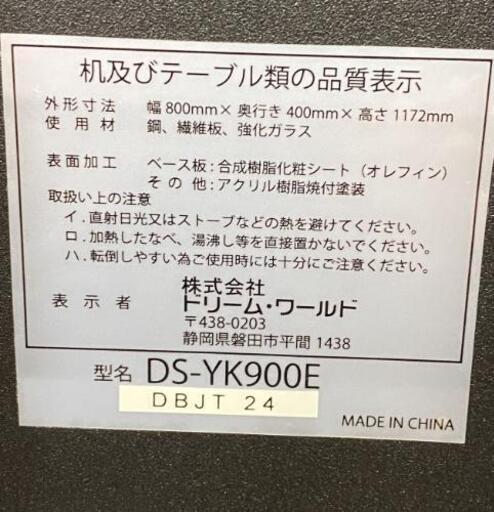 机及びテーブル類の品質表示
外形寸法 幅 800mm× 奥行き 400mm× 高さ 1172mm
使用材 鋼、繊維板、強化ガラス
表面加工 ベース板：合成樹脂化粧シート（オレフィン）
その他：アクリル樹脂焼付塗装
取扱い上の注意
イ．直射日光又はストーブなどの熱を避けてください。
ロ．加熱したなべ、湯沸し等を直接置かないでください。
ハ．転倒しやすい為ご使用時には十分にご注意ください。
表示者 株式会社
ドリーム・ワールド
〒438-0203
静岡県磐田市平間 1438
型名 DS-YK900E
DBJT 24
MADE IN CHINA